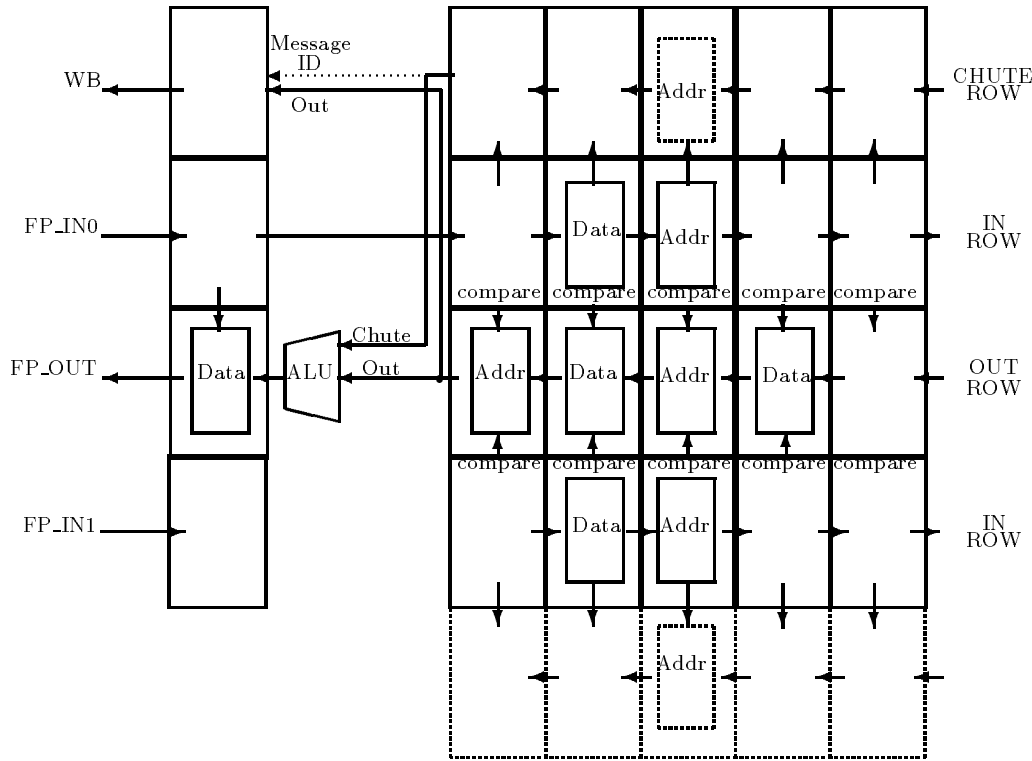 Message
ID
WB
Out
Addr
CHUTE
ROW
FP_IN0
Data
Addr
IN
ROW
compare compare compare compare compare
Chute
FP_OUT
Data
ALU
Out
Addr
Data
Addr
Data
OUT
ROW
compare compare compare compare compare
FP_IN1
Data
Addr
IN
ROW
Addr